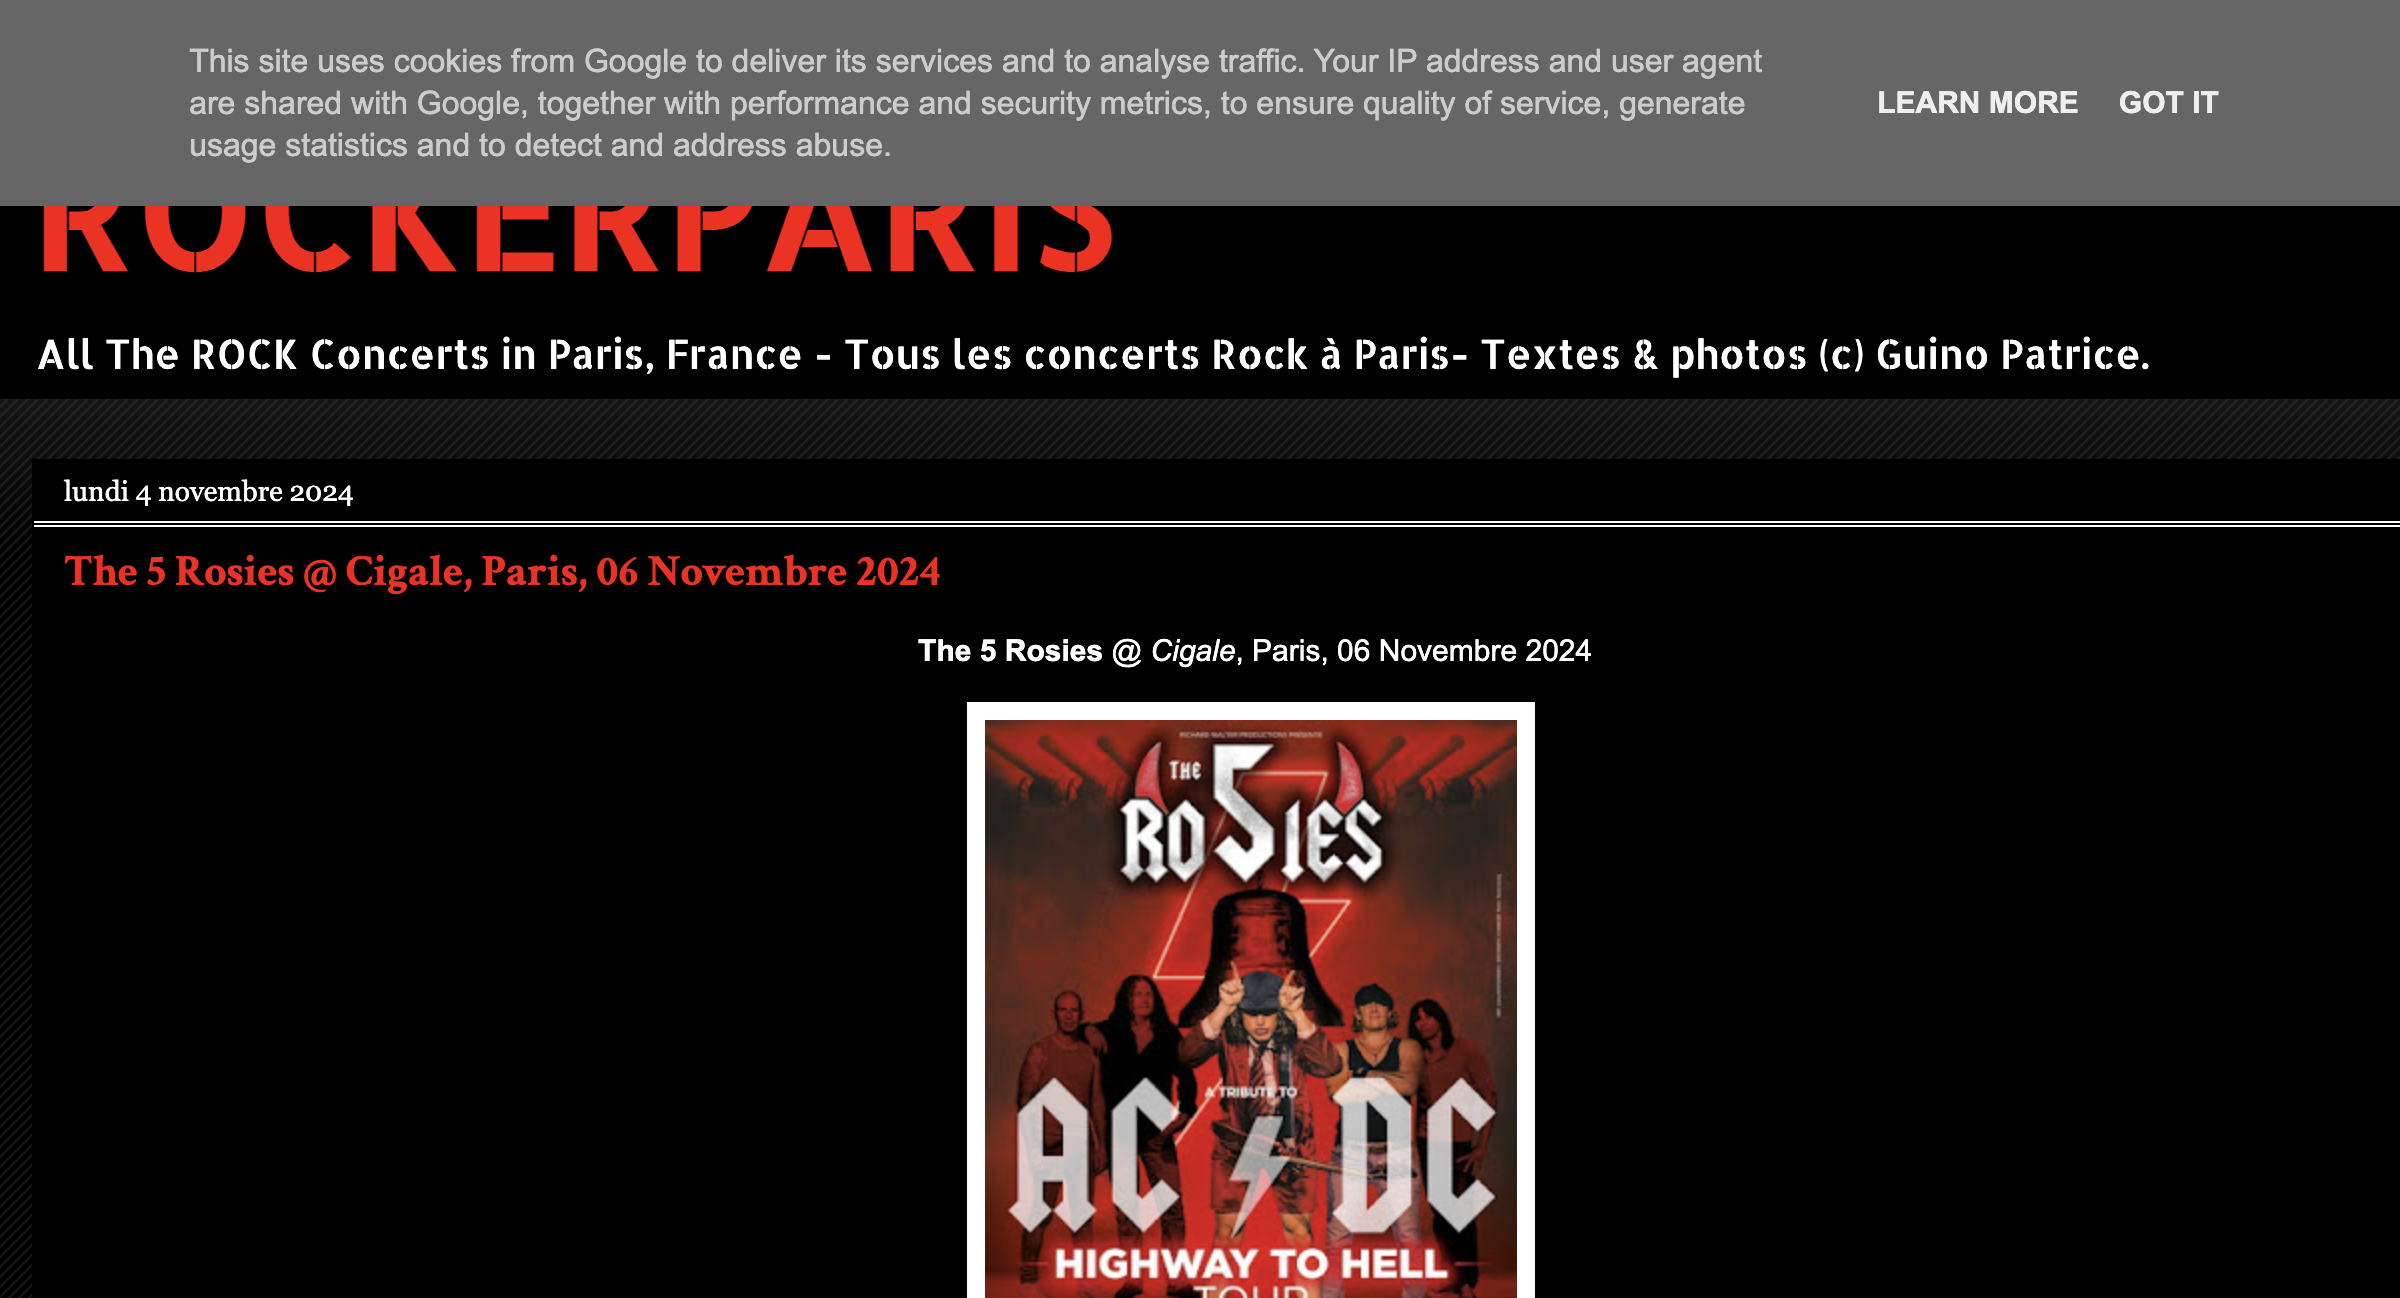 This site uses cookies from Google to deliver its services and to analyse traffic. Your IP address and user agent
are shared with Google, together with performance and security metrics, to ensure quality of service, generate
usage statistics and to detect and address abuse.
LEARN MORE GOT IT
ROCKERPARIS
All The ROCK Concerts in Paris, France - Tous les concerts Rock à Paris- Textes & photos (c) Guino Patrice.
lundi 4 novembre 2024
The 5 Rosies @ Cigale, Paris, 06 Novembre 2024
The 5 Rosies @ Cigale, Paris, 06 Novembre 2024
RICHARD WALTER PRODUCTIONS PRÉSENTE
THE 5
ROSIES
A TRIBUTE TO
AC DC
HIGHWAY TO HELL
TOUR